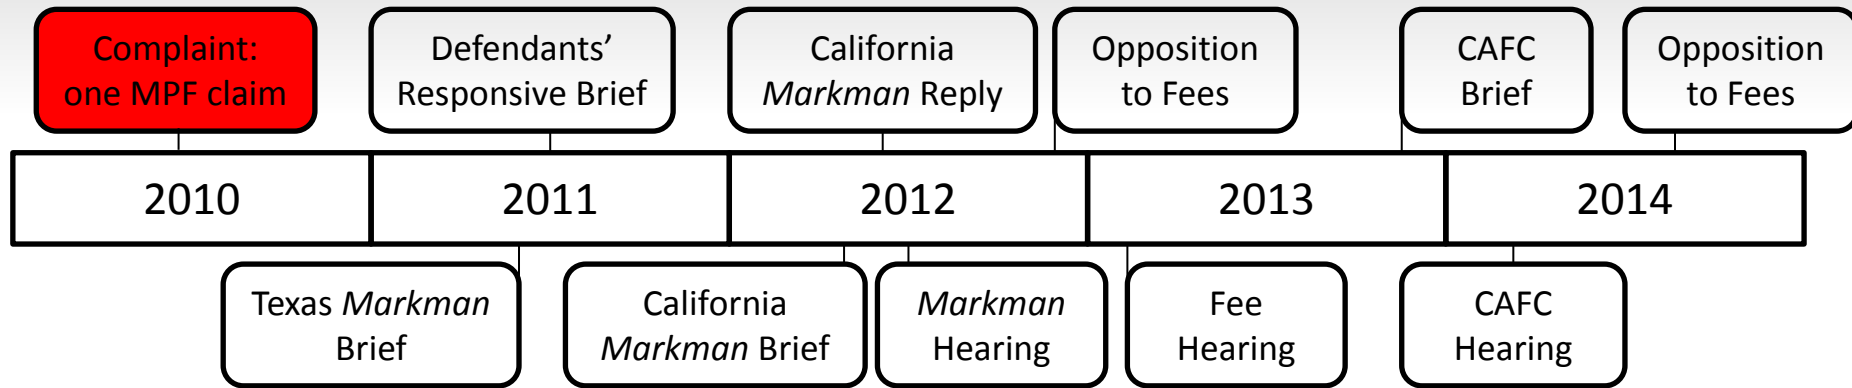 Complaint:
one MPF claim
Defendants’
Responsive Brief
California
Markman Reply
Opposition
to Fees
CAFC
Brief
Opposition
to Fees
2010
2011
2012
2013
2014
Texas Markman
Brief
California
Markman Brief
Markman
Hearing
Fee
Hearing
CAFC
Hearing